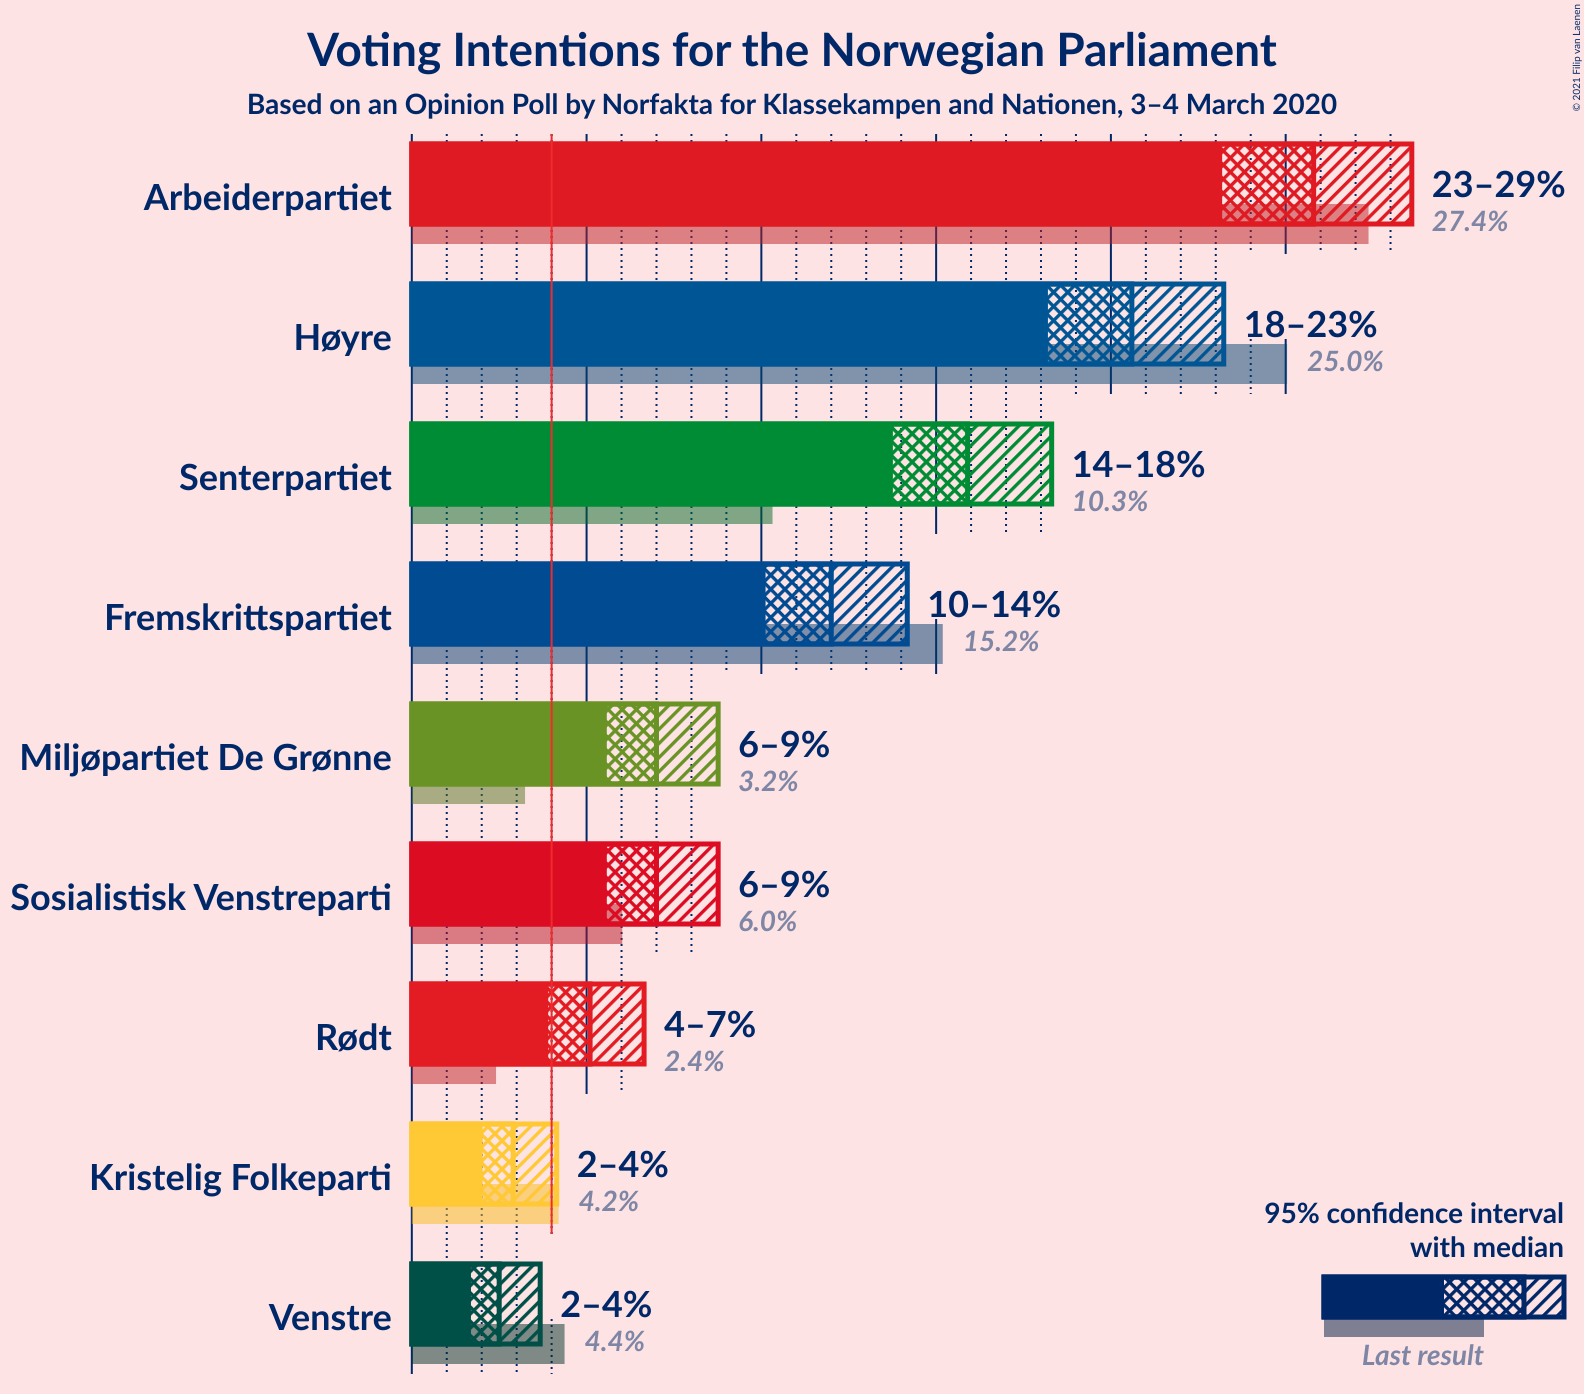 Voting Intentions for the Norwegian Parliament
Based on an Opinion Poll by Norfakta for Klassekampen and Nationen, 3–4 March 2020
© 2021 Filip van Laenen
Arbeiderpartiet
23–29%
27.4%
Høyre
18–23%
25.0%
Senterpartiet
14–18%
10.3%
Fremskrittspartiet
10–14%
15.2%
Miljøpartiet De Grønne
6–9%
3.2%
Sosialistisk Venstreparti
6–9%
6.0%
Rødt
4–7%
2.4%
Kristelig Folkeparti
2–4%
4.2%
Venstre
2–4%
4.4%
95% confidence interval
with median
Last result